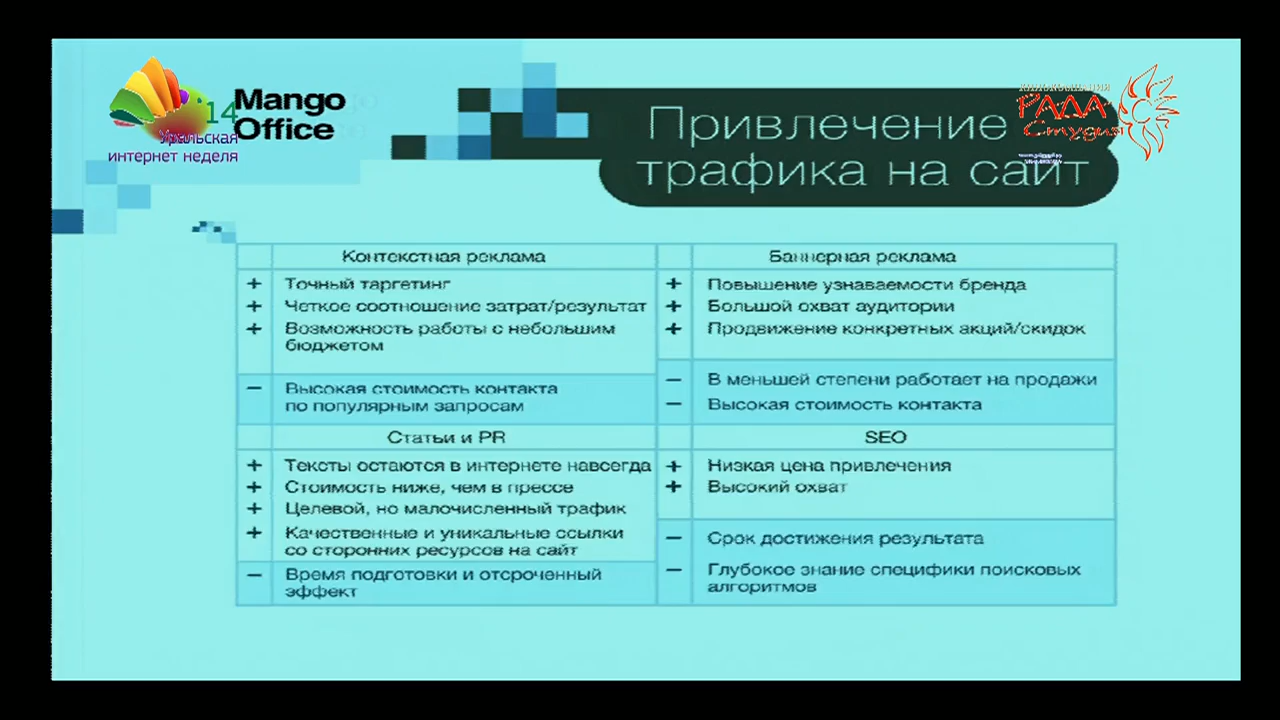 '14
Уральская
интернет неделя
Mango
Office
Привлечение
трафика на сайт
РАДА
Студия
Контекстная реклама
+ Точный таргетинг
+ Четкое соотношение затрат/результат
+ Возможность работы с небольшим
бюджетом
– Высокая стоимость контакта
по популярным запросам
Баннерная реклама
+ Повышение узнаваемости бренда
+ Большой охват аудитории
+ Продвижение конкретных акций/скидок
– В меньшей степени работает на продажи
– Высокая стоимость контакта
Статьи и PR
+ Тексты остаются в интернете навсегда
+ Стоимость ниже, чем в прессе
+ Целевой, но малочисленный трафик
+ Качественные и уникальные ссылки
со сторонних ресурсов на сайт
– Время подготовки и отсроченный
эффект
SEO
+ Низкая цена привлечения
+ Высокий охват
– Срок достижения результата
– Глубокое знание специфики поисковых
алгоритмов